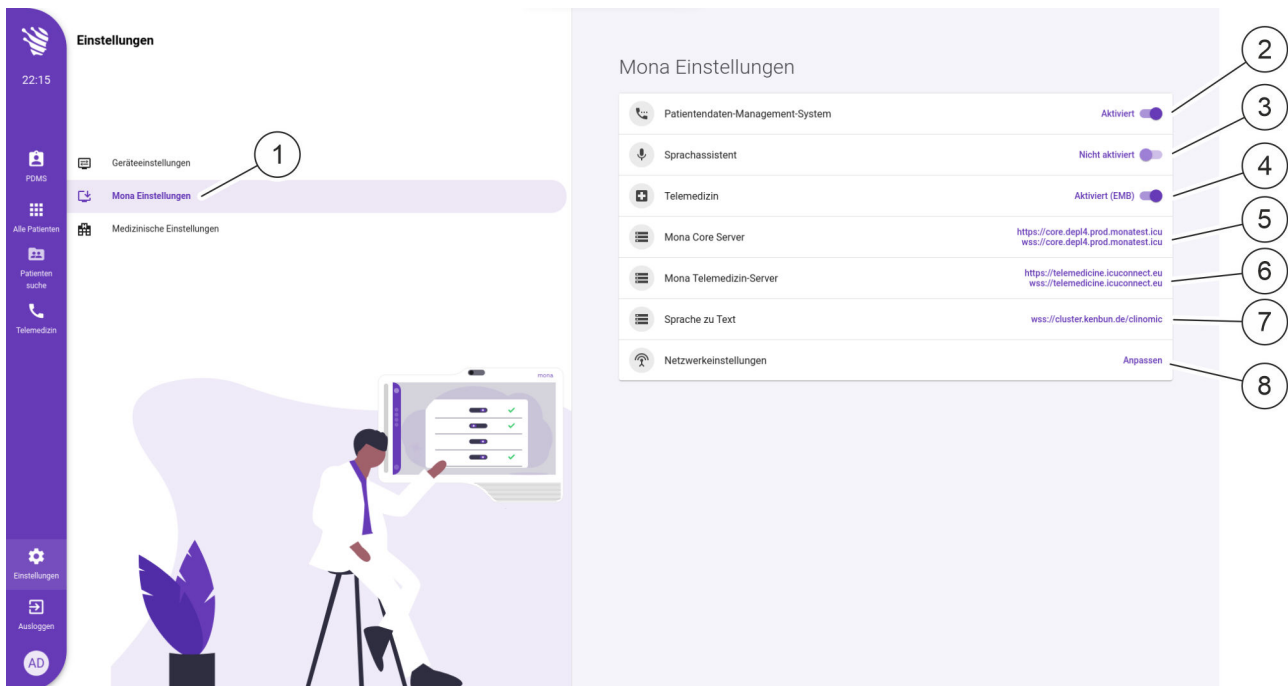 Einstellungen
22:15
PDMS
Alle Patienten
Patienten
suche
Telemedizin
Einstellungen
Ausloggen
AD
Geräteeinstellungen
Mona Einstellungen
Medizinische Einstellungen
1
mona
Mona Einstellungen
Patientendaten-Management-System
Aktiviert
2
Sprachassistent
Nicht aktiviert
3
Telemedizin
Aktiviert (EMB)
4
Mona Core Server
https://core.depl4.prod.monatest.icu
wss://core.depl4.prod.monatest.icu
5
Mona Telemedizin-Server
https://telemedicine.icuconnect.eu
wss://telemedicine.icuconnect.eu
6
Sprache zu Text
wss://cluster.kenbun.de/clinomic
7
Netzwerkeinstellungen
Anpassen
8